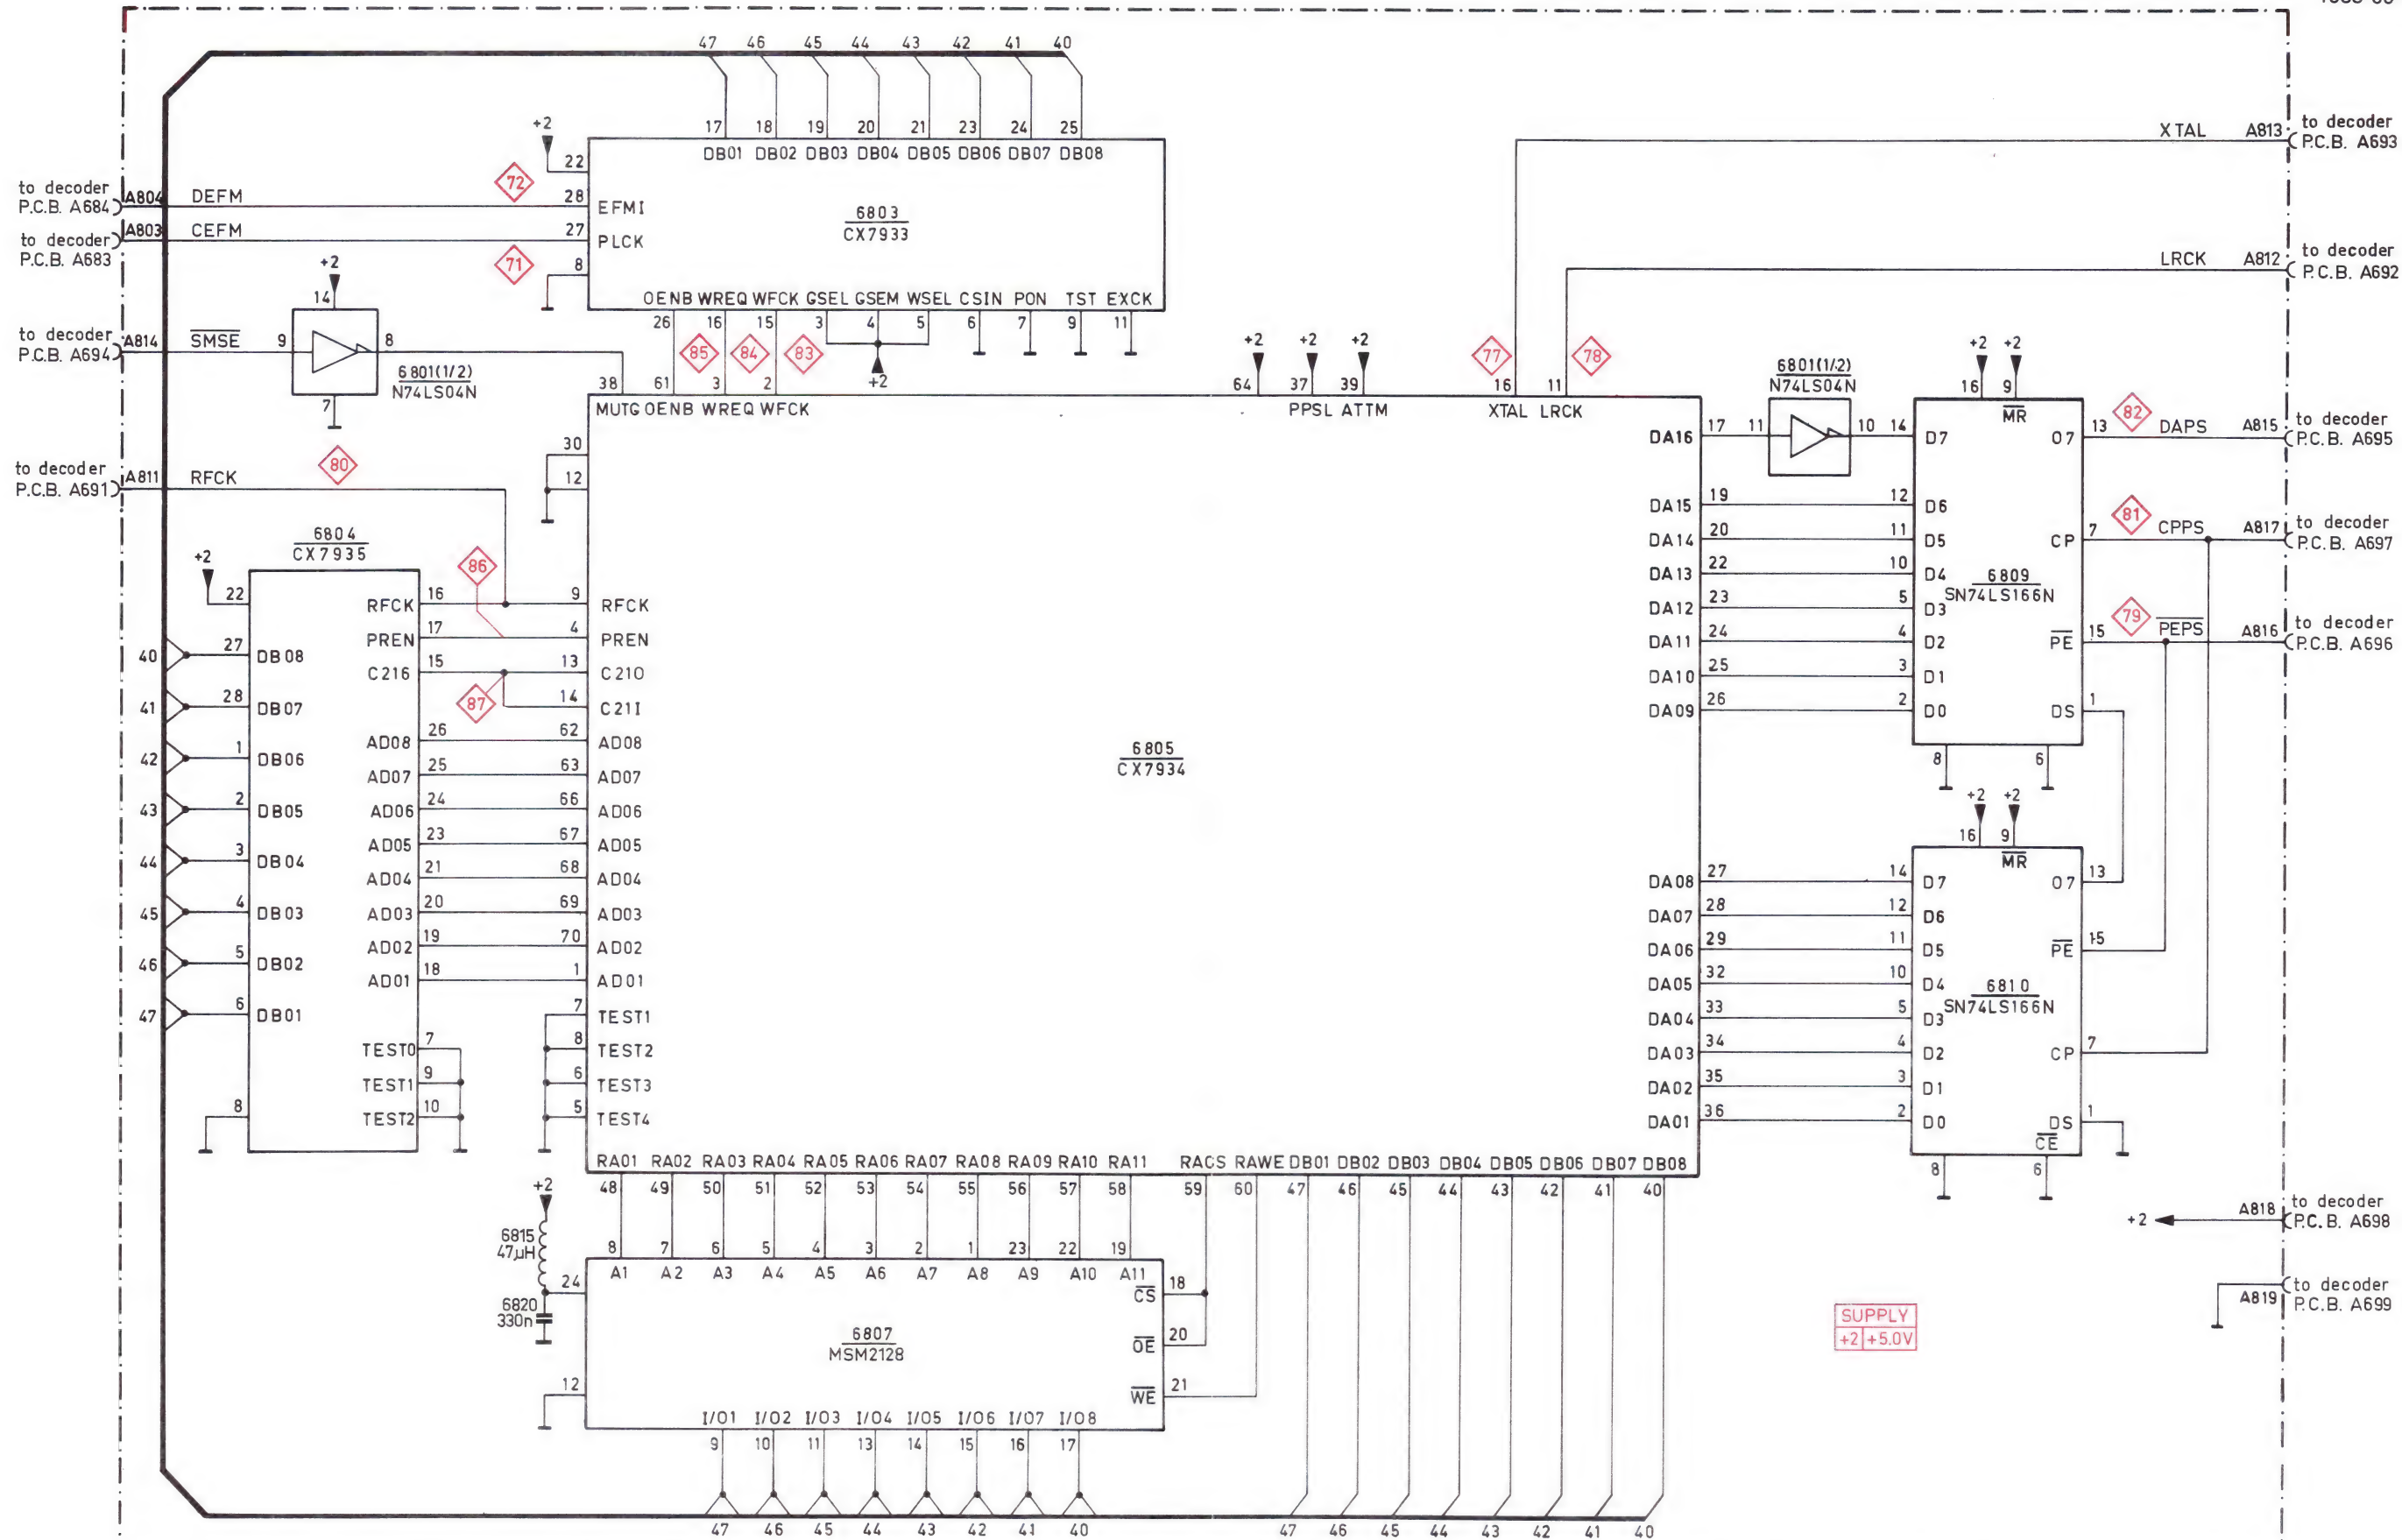 47 46 45 44 43 42 41 40
17 18 19 20 21 23 24 25
DB01 DB02 DB03 DB04 DB05 DB06 DB07 DB08
+2
22
72
28 EFMI
27 PLCK
71
8
6803
CX7933
to decoder
P.C.B. A684
A804 DEFM
to decoder
P.C.B. A683
A803 CEFM
OENB WREQ WFCK GSEL GSEM WSEL CSIN PON TST EXCK
26 16 15 3 4 5 6 7 9 11
85 84 83
+2
+2
14
to decoder
P.C.B. A694
A814 SMSE
9 8
7
6801(1/2)
N74LS04N
38 61 3 2
MUTG OENB WREQ WFCK
+2 +2 +2
64 37 39
PPSL ATTM
77 78
16 11
XTAL LRCK
XTAL A813
to decoder
P.C.B. A693
LRCK A812
to decoder
P.C.B. A692
30
12
to decoder
P.C.B. A691
A811 RFCK
80
6804
CX7935
+2
22
40 27 DB08
41 28 DB07
42 1 DB06
43 2 DB05
44 3 DB04
45 4 DB03
46 5 DB02
47 6 DB01
8
86
87
RFCK 16 9 RFCK
PREN 17 4 PREN
C216 15 13 C210
14 C211
AD08 26 62 AD08
AD07 25 63 AD07
AD06 24 66 AD06
AD05 23 67 AD05
AD04 21 68 AD04
AD03 20 69 AD03
AD02 19 70 AD02
AD01 18 1 AD01
7 TEST1
8 TEST2
6 TEST3
5 TEST4
TEST0 7
TEST1 9
TEST2 10
6805
CX7934
6801(1/2)
N74LS04N
DA16 17 11 10 14 D7
DA15 19 12 D6
DA14 20 11 D5
DA13 22 10 D4
DA12 23 5 D3
DA11 24 4 D2
DA10 25 3 D1
DA09 26 2 D0
+2 +2
16 9
MR
6809
SN74LS166N
O7 13
CP 7
PE 15
DS 1
8 6
82 DAPS A815
to decoder
P.C.B. A695
81 CPPS A817
to decoder
P.C.B. A697
79 PEPS A816
to decoder
P.C.B. A696
+2 +2
16 9
MR
DA08 27 14 D7
DA07 28 12 D6
DA06 29 11 D5
DA05 32 10 D4
DA04 33 5 D3
DA03 34 4 D2
DA02 35 3 D1
DA01 36 2 D0
6810
SN74LS166N
O7 13
PE 15
CP 7
DS 1
CE
8 6
RA01 RA02 RA03 RA04 RA05 RA06 RA07 RA08 RA09 RA10 RA11 RACS RAWE DB01 DB02 DB03 DB04 DB05 DB06 DB07 DB08
48 49 50 51 52 53 54 55 56 57 58 59 60 47 46 45 44 43 42 41 40
+2
6815
47µH
6820
330n
8 7 6 5 4 3 2 1 23 22 19
A1 A2 A3 A4 A5 A6 A7 A8 A9 A10 A11
24
12
CS 18
OE 20
WE 21
6807
MSM2128
I/O1 I/O2 I/O3 I/O4 I/O5 I/O6 I/O7 I/O8
9 10 11 13 14 15 16 17
47 46 45 44 43 42 41 40
47 46 45 44 43 42 41 40
+2 A818
to decoder
P.C.B. A698
A819
to decoder
P.C.B. A699
SUPPLY
+2 +5.0V